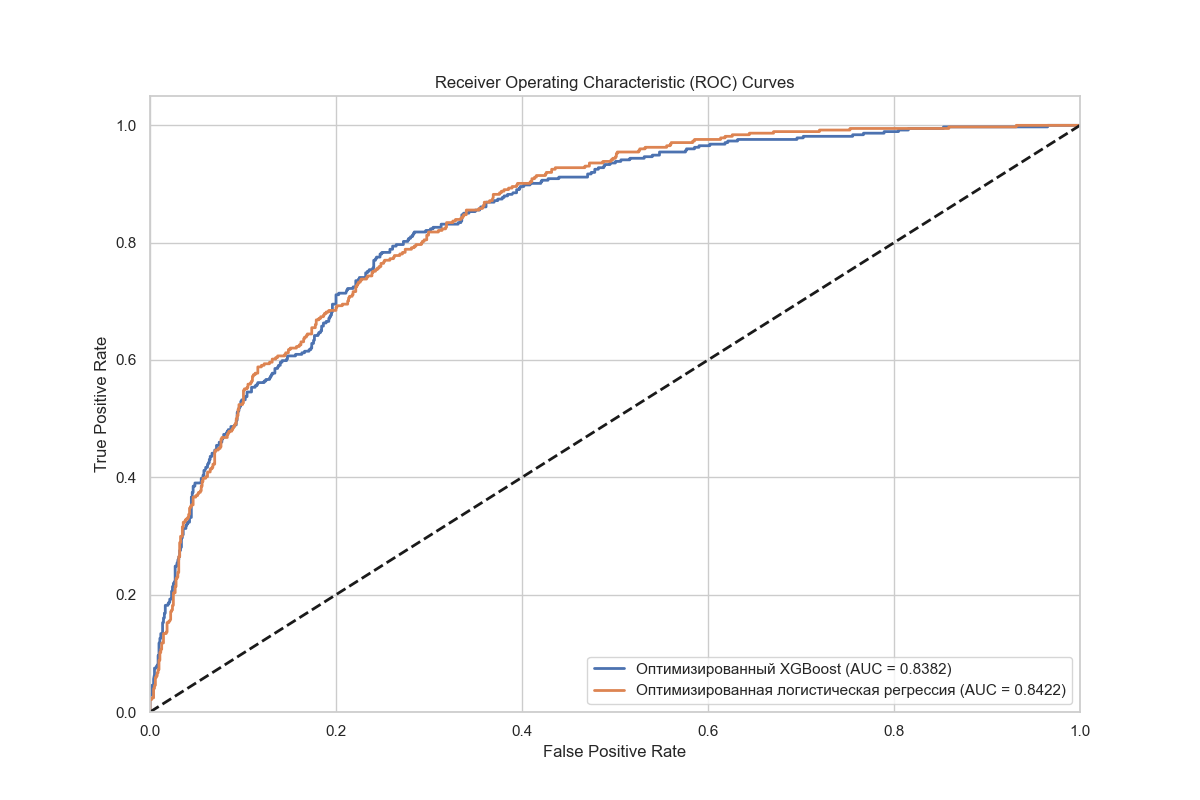 Receiver Operating Characteristic (ROC) Curves
True Positive Rate
1.0
0.8
0.6
0.4
0.2
0.0
Оптимизированный XGBoost (AUC = 0.8382)
Оптимизированная логистическая регрессия (AUC = 0.8422)
0.0 0.2 0.4 0.6 0.8 1.0
False Positive Rate